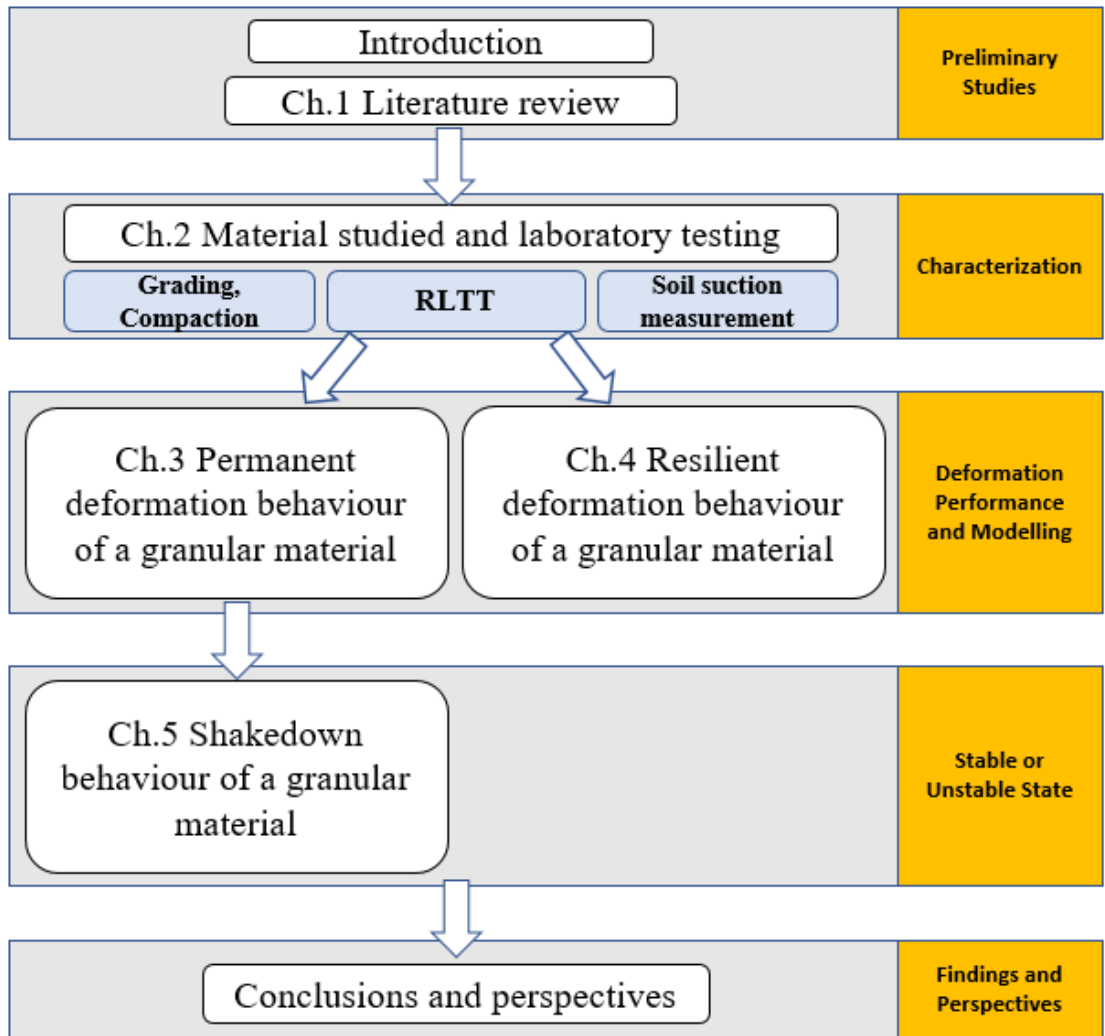 Introduction
Ch.1 Literature review
Preliminary
Studies
Ch.2 Material studied and laboratory testing
Grading,
Compaction
RLTT
Soil suction
measurement
Characterization
Ch.3 Permanent
deformation behaviour
of a granular material
Ch.4 Resilient
deformation behaviour
of a granular material
Deformation
Performance
and Modelling
Ch.5 Shakedown
behaviour of a granular
material
Stable or
Unstable State
Conclusions and perspectives
Findings and
Perspectives